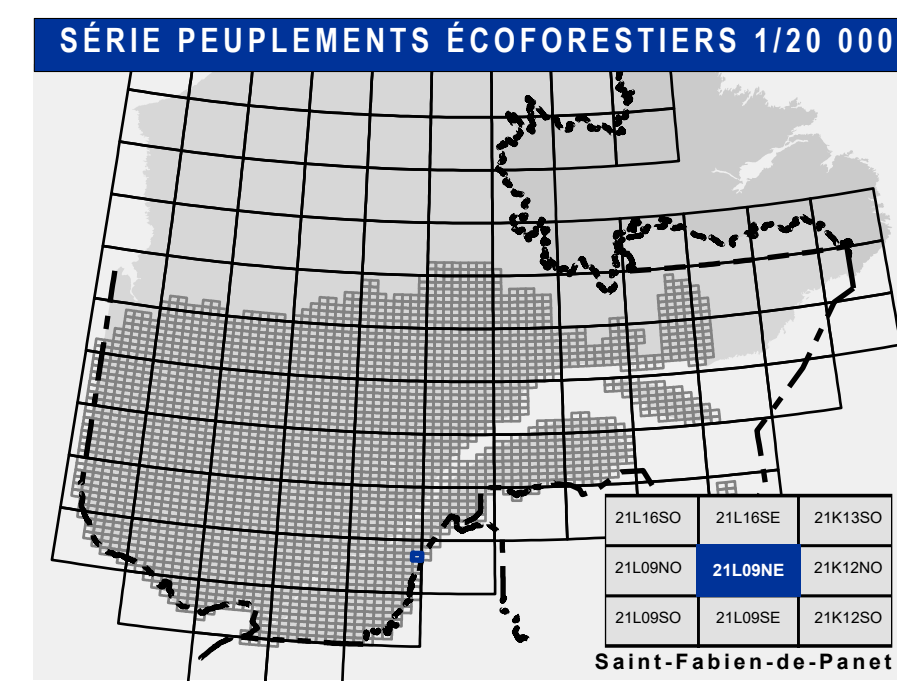 SÉRIE PEUPLEMENTS ÉCOFORESTIERS 1/20 000
21L16SO 21L16SE 21K13SO
21L09NO 21L09NE 21K12NO
21L09SO 21L09SE 21K12SO
Saint-Fabien-de-Panet